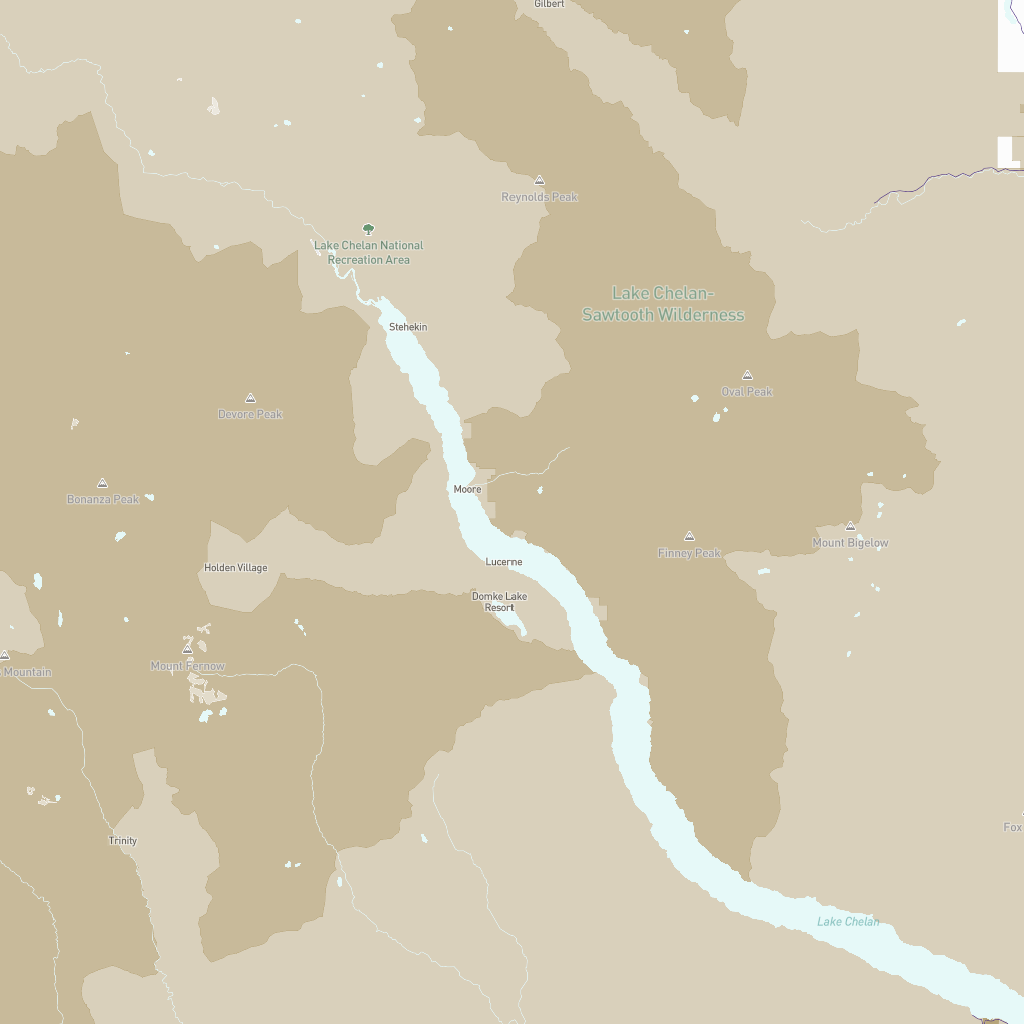 Gilbert
Reynolds Peak
Lake Chelan National
Recreation Area
Lake Chelan-
Sawtooth Wilderness
Stehekin
Oval Peak
Devore Peak
Moore
Bonanza Peak
Mount Bigelow
Finney Peak
Lucerne
Holden Village
Domke Lake
Resort
Mount Fernow
Mountain
Fox
Trinity
Lake Chelan